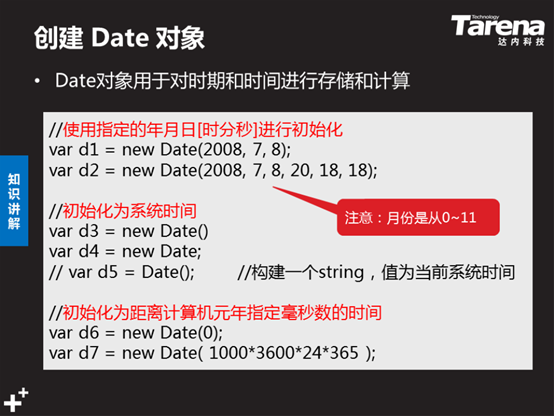 创建 Date 对象
Technology
Tarena
达内科技
• Date对象用于对时期和时间进行存储和计算
知识讲解
//使用指定的年月日[时分秒]进行初始化
var d1 = new Date(2008, 7, 8);
var d2 = new Date(2008, 7, 8, 20, 18, 18);
注意：月份是从0~11
//初始化为系统时间
var d3 = new Date()
var d4 = new Date;
// var d5 = Date(); //构建一个string，值为当前系统时间
//初始化为距离计算机元年指定毫秒数的时间
var d6 = new Date(0);
var d7 = new Date( 1000*3600*24*365 );